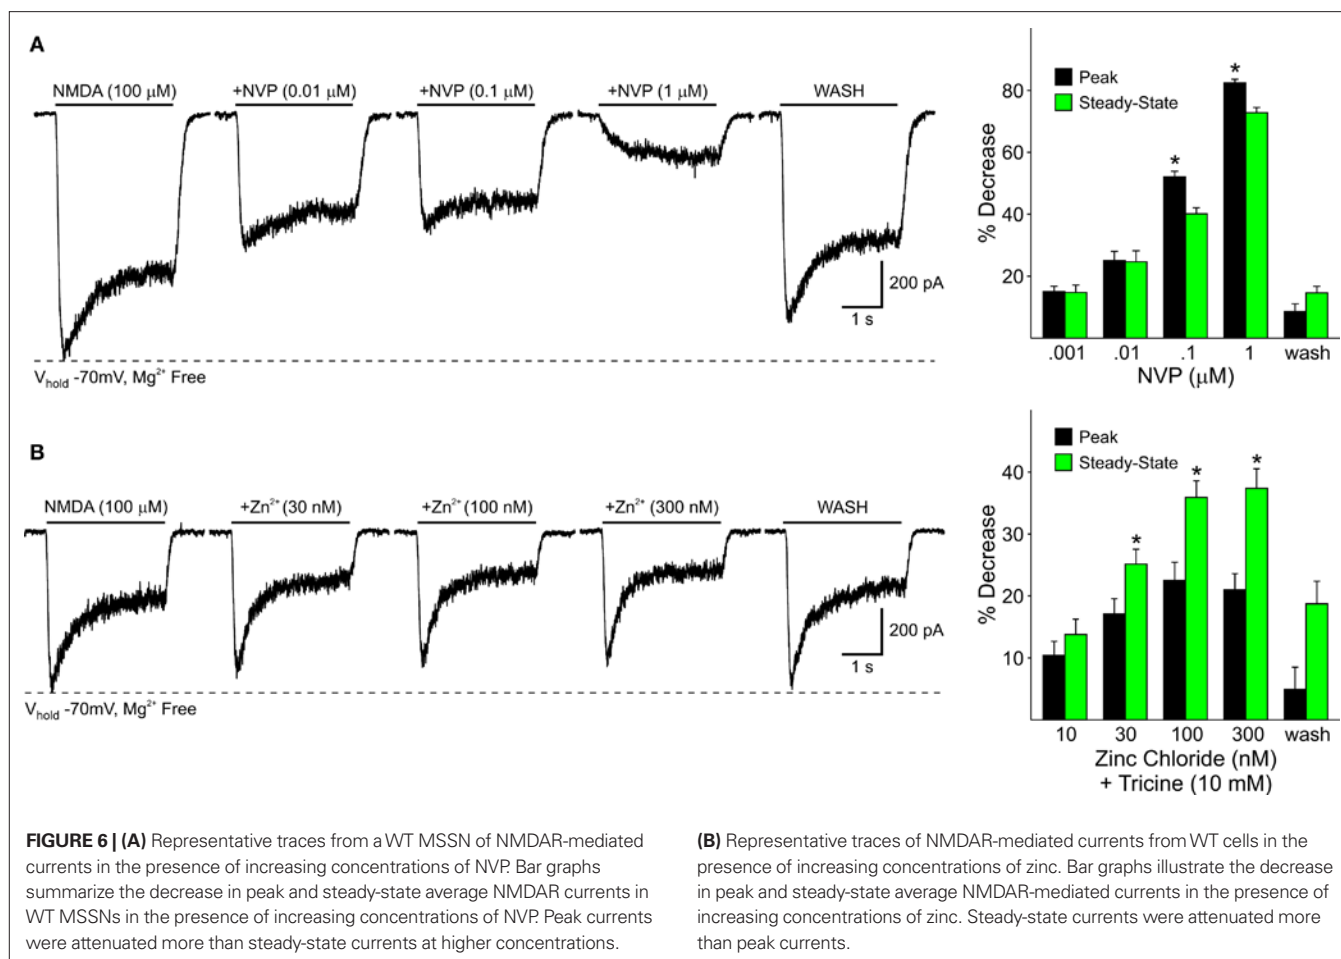 A
NMDA (100 µM)
+NVP (0.01 µM)
+NVP (0.1 µM)
+NVP (1 µM)
WASH
200 pA
1 s
Vhold -70mV, Mg2+ Free
Peak
Steady-State
% Decrease
80
60
40
20
.001 .01 .1 1 wash
NVP (µM)
* *
B
NMDA (100 µM)
+Zn2+ (30 nM)
+Zn2+ (100 nM)
+Zn2+ (300 nM)
WASH
200 pA
1 s
Vhold -70mV, Mg2+ Free
Peak
Steady-State
% Decrease
40
30
20
10
* * *
10 30 100 300 wash
Zinc Chloride (nM)
+ Tricine (10 mM)
FIGURE 6 | (A) Representative traces from a WT MSSN of NMDAR-mediated
currents in the presence of increasing concentrations of NVP. Bar graphs
summarize the decrease in peak and steady-state average NMDAR currents in
WT MSSNs in the presence of increasing concentrations of NVP. Peak currents
were attenuated more than steady-state currents at higher concentrations.
(B) Representative traces of NMDAR-mediated currents from WT cells in the
presence of increasing concentrations of zinc. Bar graphs illustrate the decrease
in peak and steady-state average NMDAR-mediated currents in the presence of
increasing concentrations of zinc. Steady-state currents were attenuated more
than peak currents.